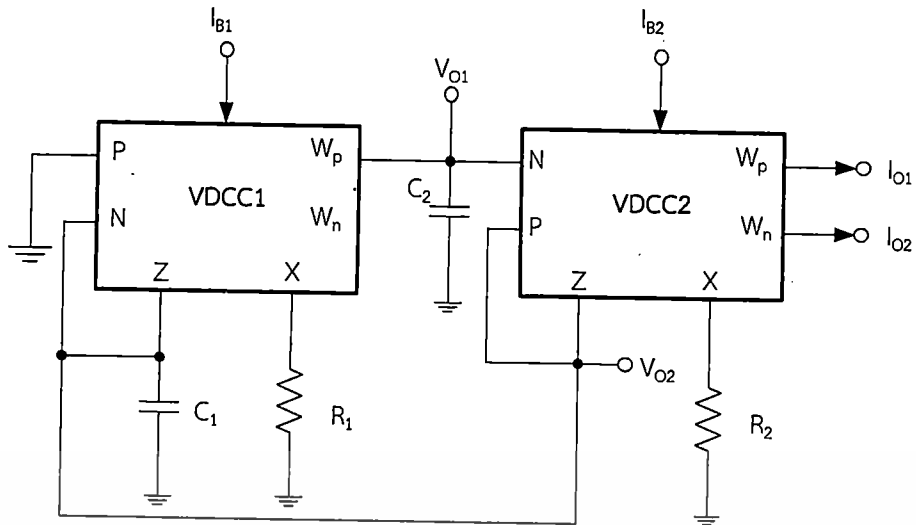 I_B1
I_B2
V_O1
P
W_p
N
W_p
I_O1
VDCC1
C_2
VDCC2
N
W_n
P
W_n
I_O2
Z
X
Z
X
V_O2
C_1
R_1
R_2